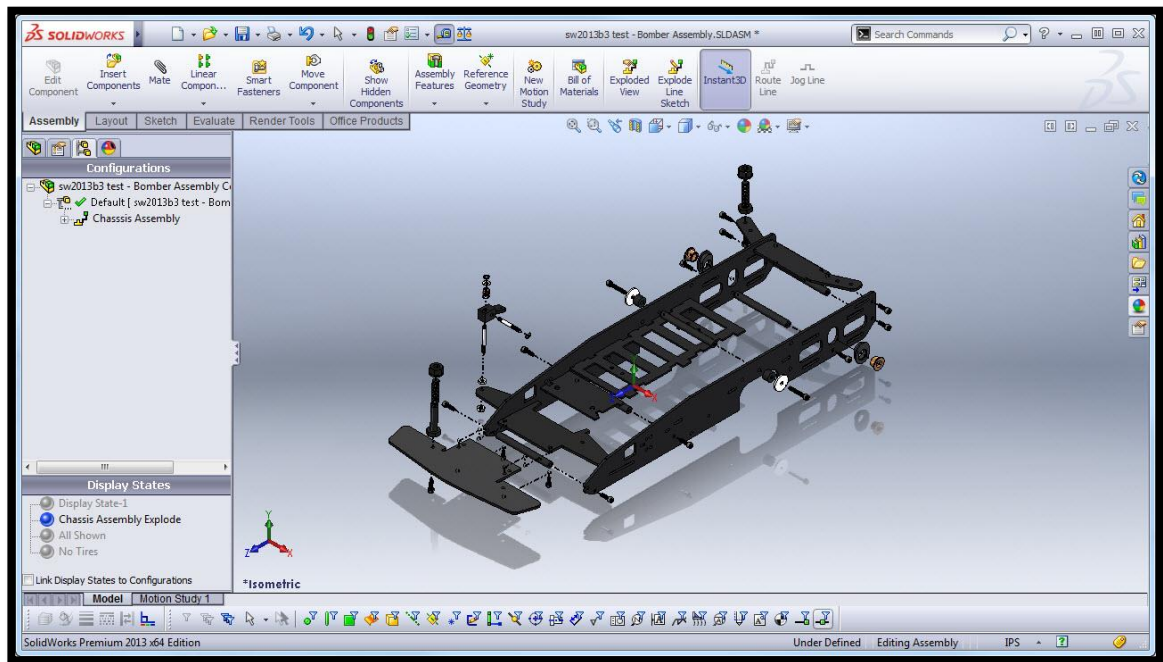 SOLIDWORKS
sw2013b3 test - Bomber Assembly.SLDASM *
Search Commands
Edit Component
Insert Components
Mate
Linear Compon...
Smart Fasteners
Move Component
Show Hidden Components
Assembly Features
Reference Geometry
New Motion Study
Bill of Materials
Exploded View
Explode Line Sketch
Instant3D
Route Line
Jog Line
Assembly Layout Sketch Evaluate Render Tools Office Products
Configurations
sw2013b3 test - Bomber Assembly C
Default [ sw2013b3 test - Bom
Chasssis Assembly
Display States
Display State-1
Chassis Assembly Explode
All Shown
No Tires
Link Display States to Configurations
Y
Z X
*Isometric
Model Motion Study 1
SolidWorks Premium 2013 x64 Edition
Under Defined Editing Assembly IPS